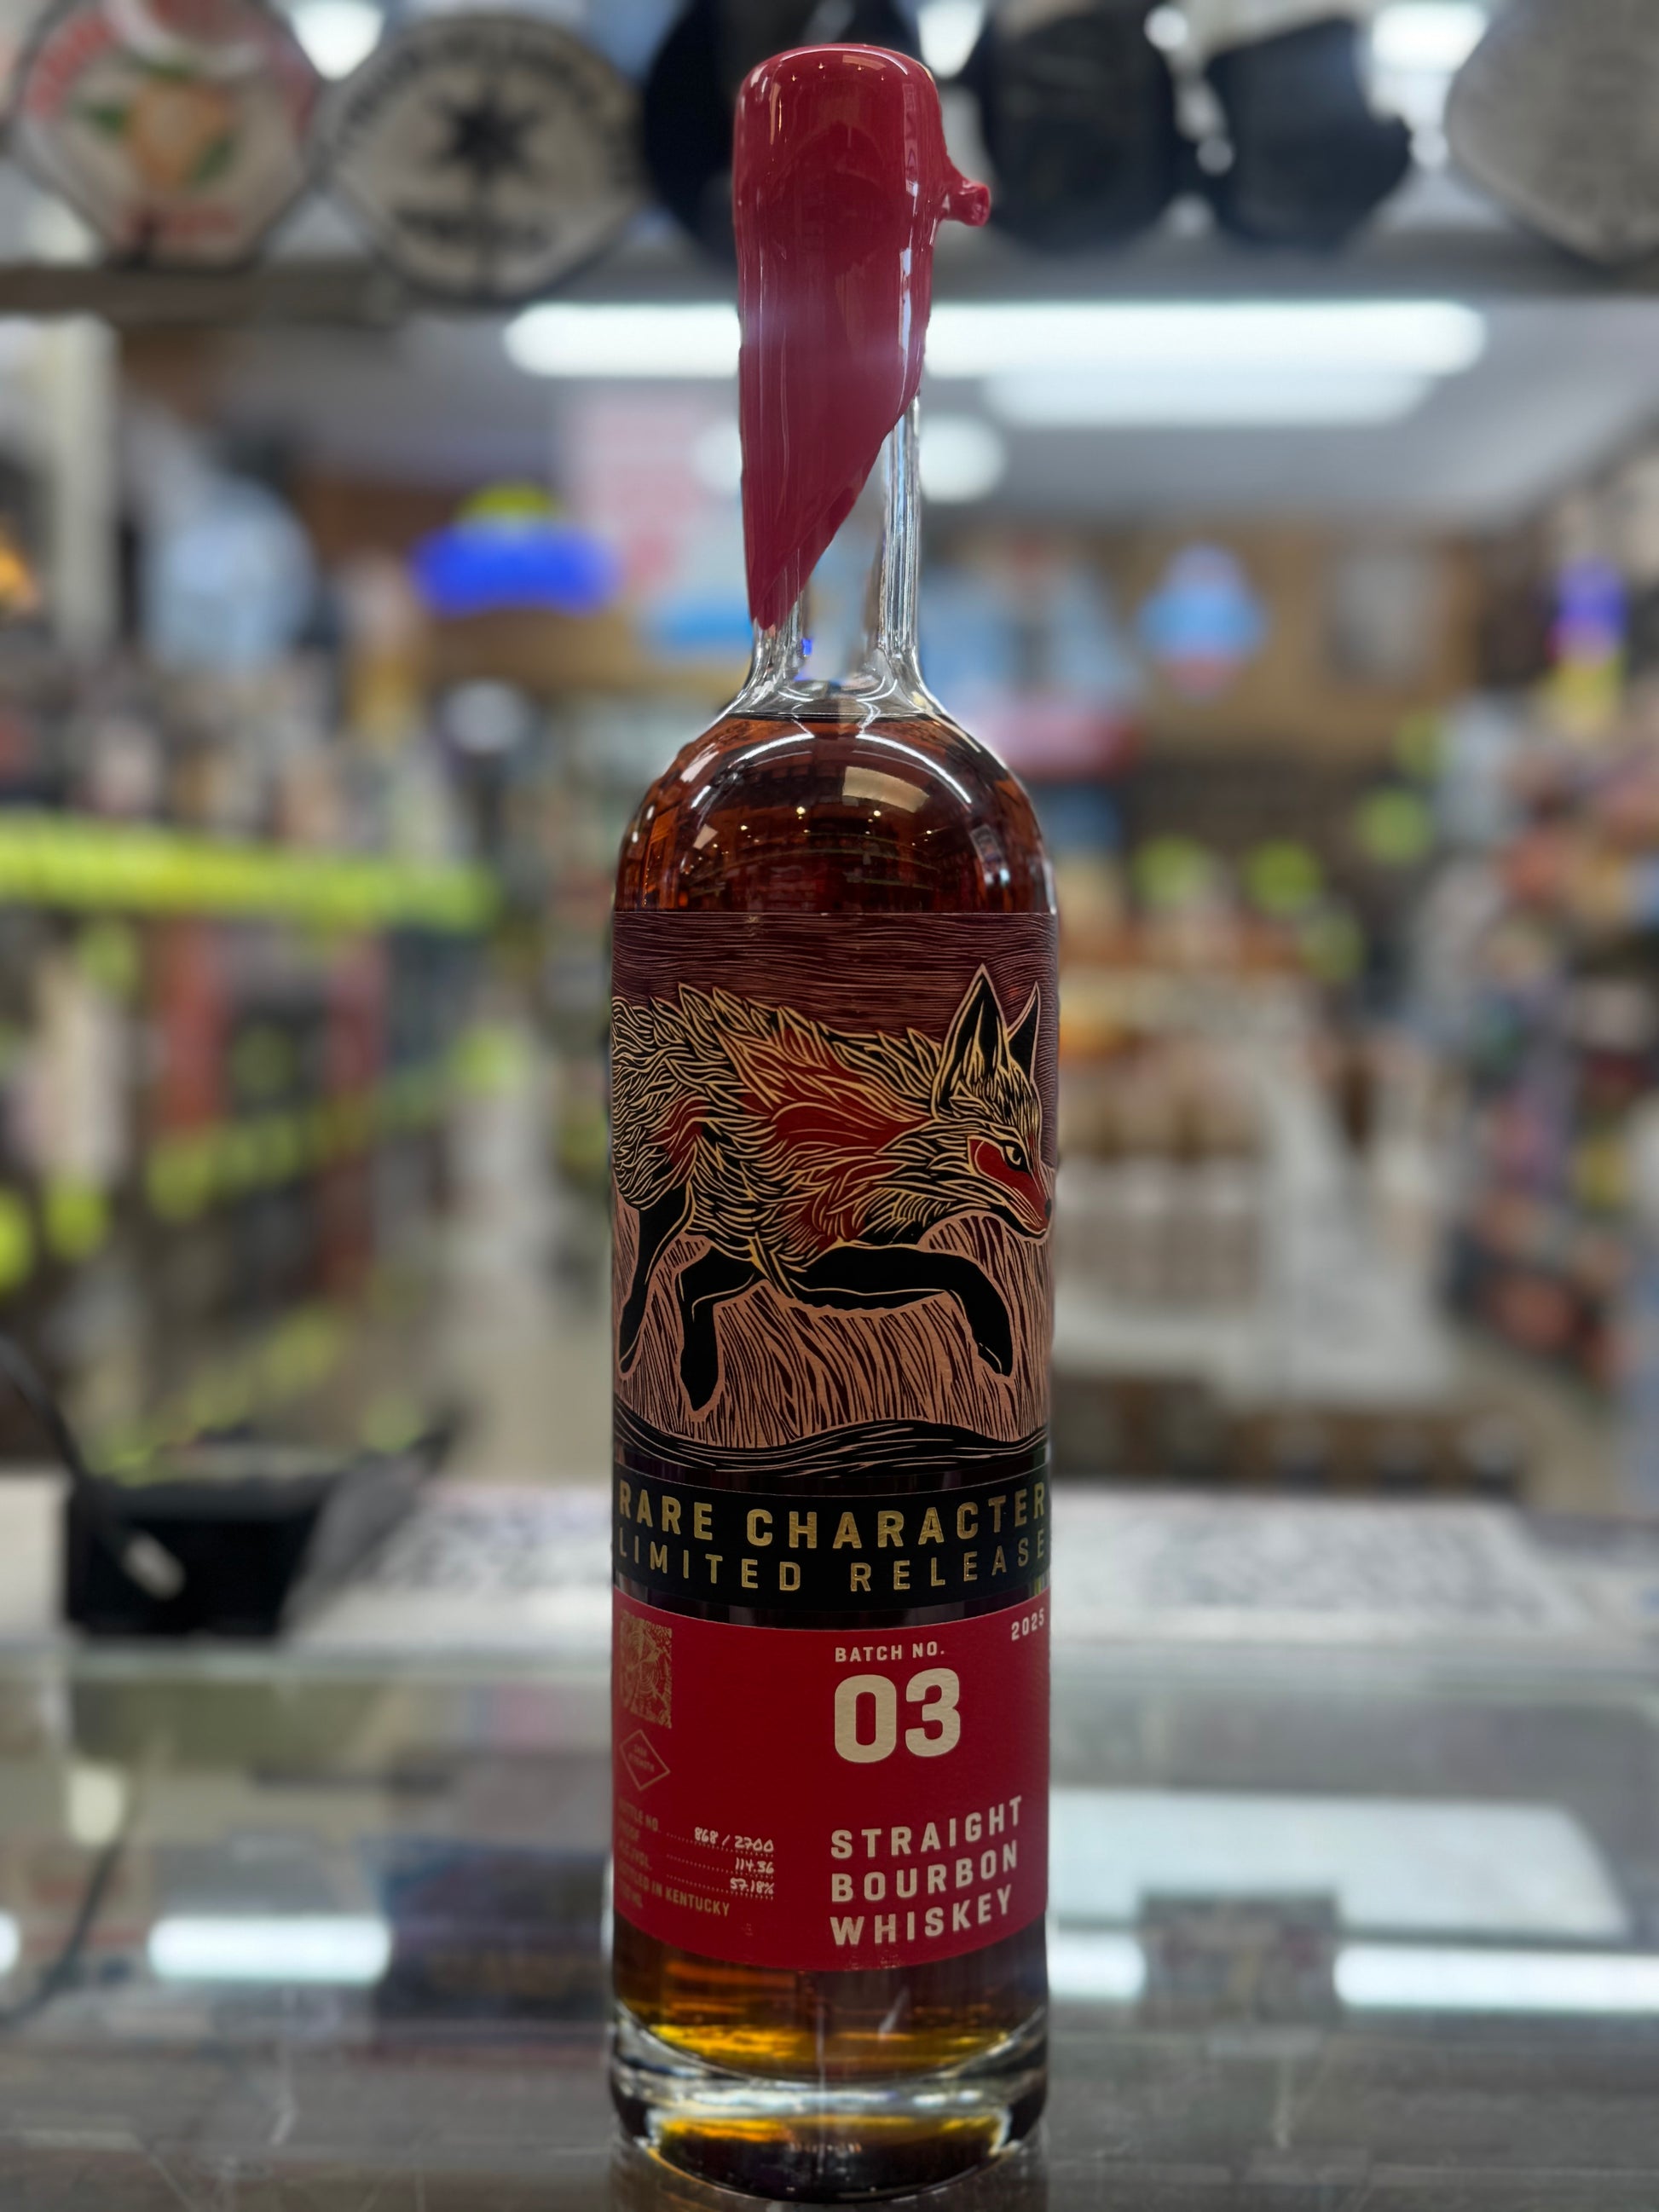 RARE CHARACTER
LIMITED RELEASE
2025
BATCH NO.
03
STRAIGHT
BOURBON
WHISKEY
868 / 2700
114.36
57.18%
IN KENTUCKY